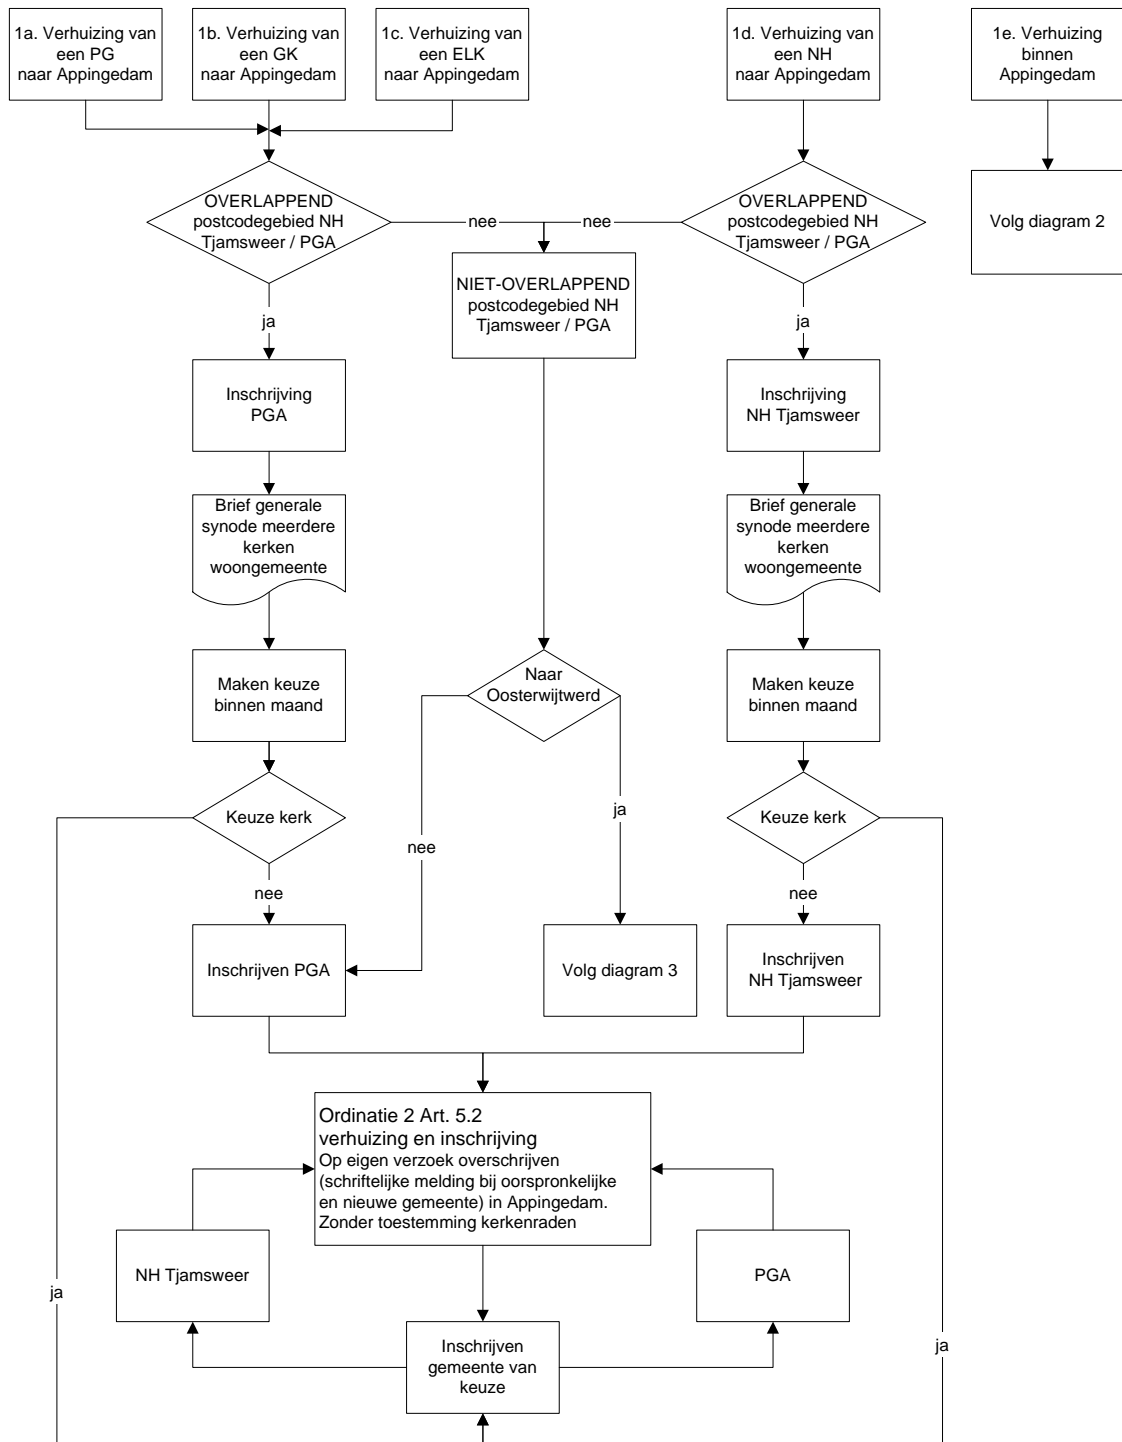 1a. Verhuizing van
een PG
naar Appingedam
1b. Verhuizing van
een GK
naar Appingedam
1c. Verhuizing van
een ELK
naar Appingedam
1d. Verhuizing van
een NH
naar Appingedam
1e. Verhuizing
binnen
Appingedam
OVERLAPPEND
postcodegebied NH
Tjamsweer / PGA
nee
nee
OVERLAPPEND
postcodegebied NH
Tjamsweer / PGA
Volg diagram 2
NIET-OVERLAPPEND
postcodegebied NH
Tjamsweer / PGA
ja
ja
Inschrijving
PGA
Inschrijving
NH Tjamsweer
Brief generale
synode meerdere
kerken
woongemeente
Brief generale
synode meerdere
kerken
woongemeente
Maken keuze
binnen maand
Naar
Oosterwijtwerd
Maken keuze
binnen maand
Keuze kerk
nee
ja
Keuze kerk
nee
nee
Inschrijven PGA
Volg diagram 3
Inschrijven
NH Tjamsweer
Ordinatie 2 Art. 5.2
verhuizing en inschrijving
Op eigen verzoek overschrijven
(schriftelijke melding bij oorspronkelijke
en nieuwe gemeente) in Appingedam.
Zonder toestemming kerkenraden
NH Tjamsweer
PGA
ja
Inschrijven
gemeente van
keuze
ja